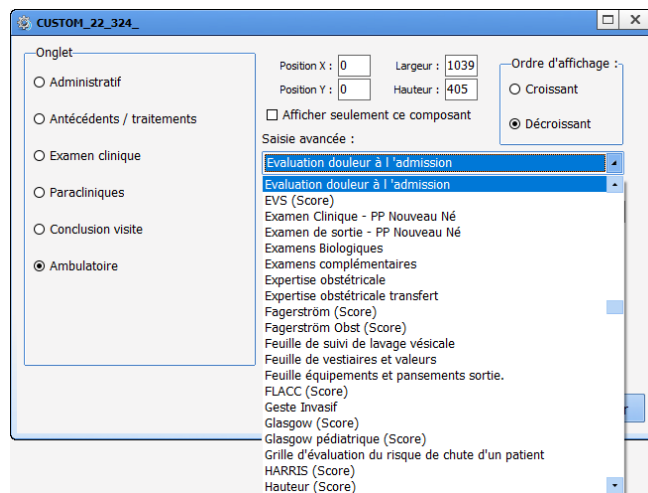 CUSTOM_22_324_
Onglet
Administratif
Antécédents / traitements
Examen clinique
Paracliniques
Conclusion visite
Ambulatoire
Position X : 0 Largeur : 1039
Position Y : 0 Hauteur : 405
Afficher seulement ce composant
Ordre d'affichage :
Croissant
Décroissant
Saisie avancée :
Evaluation douleur à l 'admission
Evaluation douleur à l 'admission
EVS (Score)
Examen Clinique - PP Nouveau Né
Examen de sortie - PP Nouveau Né
Examens Biologiques
Examens complémentaires
Expertise obstétricale
Expertise obstétricale transfert
Fagerström (Score)
Fagerström Obst (Score)
Feuille de suivi de lavage vésicale
Feuille de vestiaires et valeurs
Feuille équipements et pansements sortie.
FLACC (Score)
Geste Invasif
Glasgow (Score)
Glasgow pédiatrique (Score)
Grille d'évaluation du risque de chute d'un patient
HARRIS (Score)
Hauteur (Score)